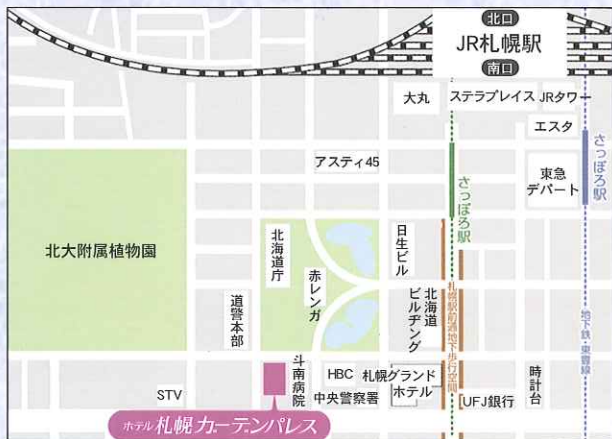 北口
JR札幌駅
南口
大丸
ステラプレイス
JRタワー
エスタ
アスティ45
東急
デパート
さっぽろ駅
さっぽろ駅
北大附属植物園
北海道庁
赤レンガ
日生ビル
北海道
ビルヂング
札幌駅前通地下歩行空間
地下鉄・東豊線
道警本部
斗南病院
HBC
札幌グランド
ホテル
中央警察署
STV
UFJ銀行
時計台
ホテル 札幌ガーデンパレス